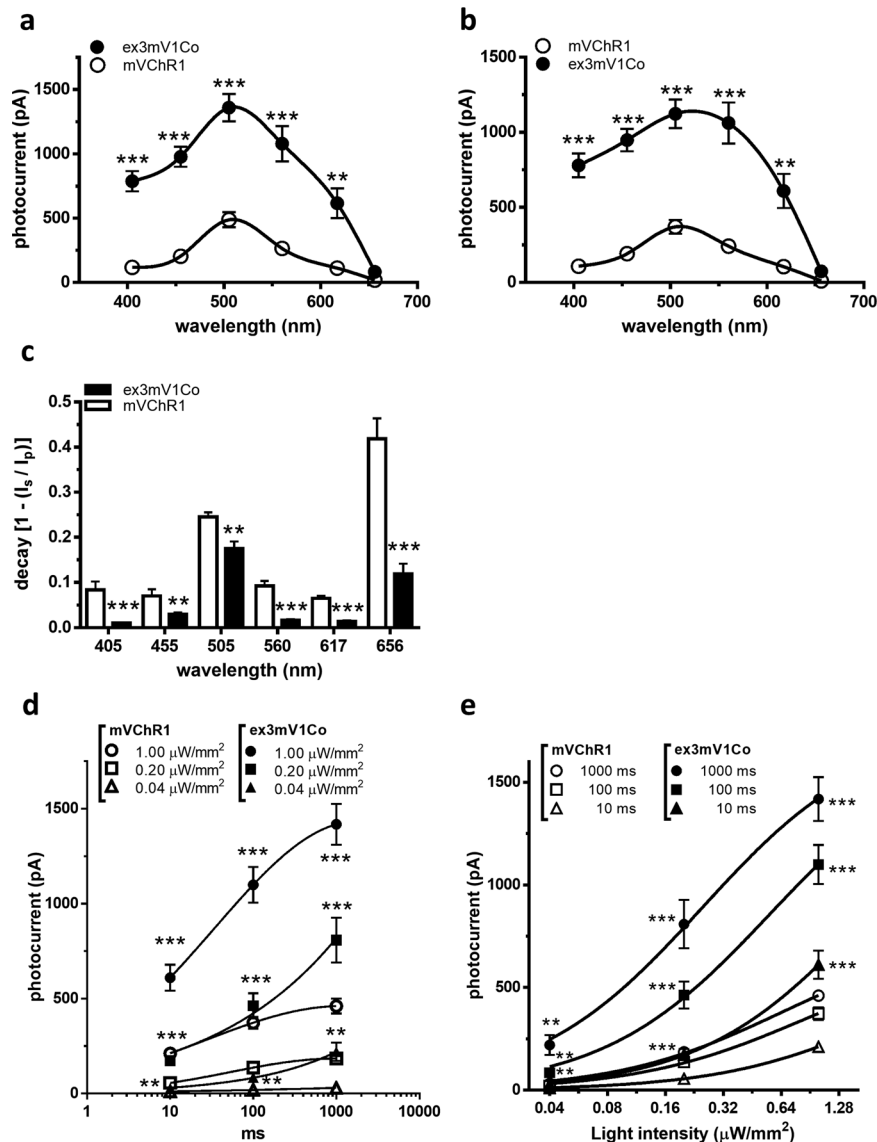 a
ex3mV1Co
mVChR1
1500
1000
500
0
photocurrent (pA)
***
***
***
***
**
400
500
600
700
wavelength (nm)
b
mVChR1
ex3mV1Co
1500
1000
500
0
photocurrent (pA)
***
***
***
***
**
400
500
600
700
wavelength (nm)
c
ex3mV1Co
mVChR1
0.5
0.4
0.3
0.2
0.1
0.0
decay [1 - (Is / Ip)]
***
**
**
***
***
***
405
455
505
560
617
656
wavelength (nm)
d
mVChR1
1.00 μW/mm2
0.20 μW/mm2
0.04 μW/mm2
ex3mV1Co
1.00 μW/mm2
0.20 μW/mm2
0.04 μW/mm2
1500
1000
500
0
photocurrent (pA)
***
***
***
***
***
***
**
**
**
1
10
100
1000
10000
ms
e
mVChR1
1000 ms
100 ms
10 ms
ex3mV1Co
1000 ms
100 ms
10 ms
1500
1000
500
0
photocurrent (pA)
***
***
***
***
***
***
**
**
**
0.04
0.08
0.16
0.32
0.64
1.28
Light intensity (μW/mm2)